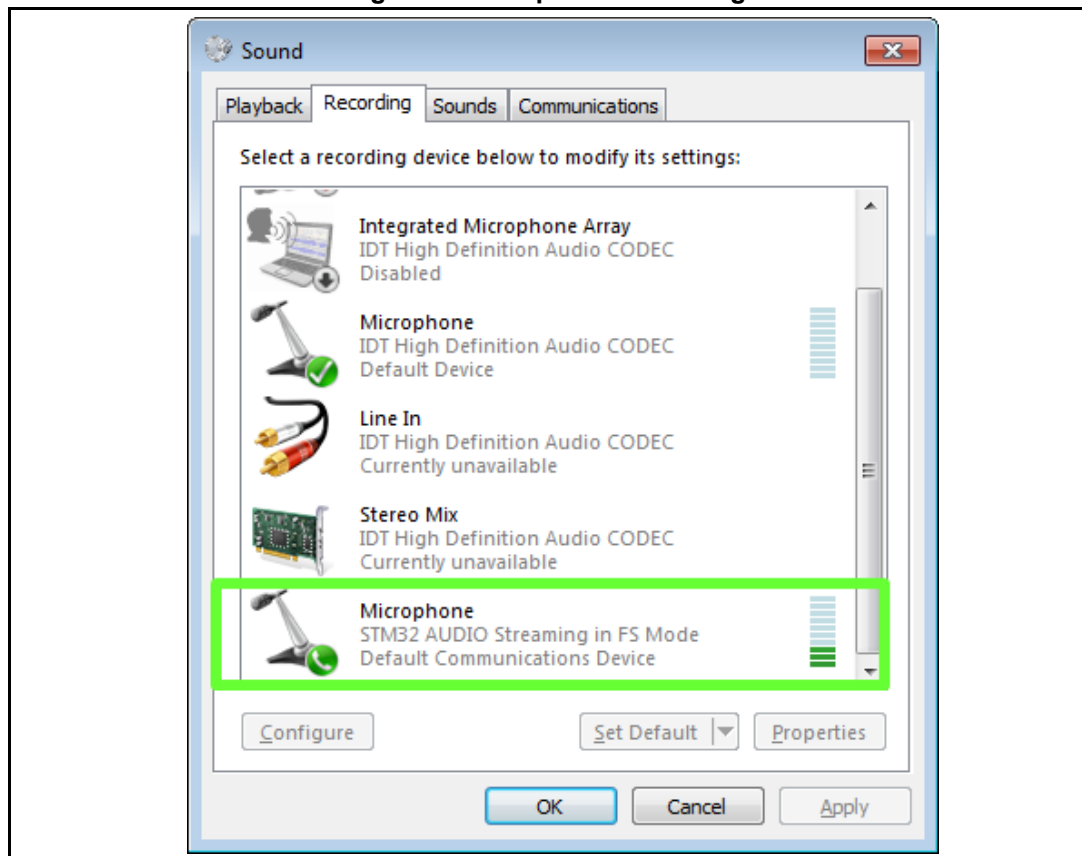 Sound
Playback Recording Sounds Communications
Select a recording device below to modify its settings:
Integrated Microphone Array
IDT High Definition Audio CODEC
Disabled
Microphone
IDT High Definition Audio CODEC
Default Device
Line In
IDT High Definition Audio CODEC
Currently unavailable
Stereo Mix
IDT High Definition Audio CODEC
Currently unavailable
Microphone
STM32 AUDIO Streaming in FS Mode
Default Communications Device
Configure Set Default Properties
OK Cancel Apply